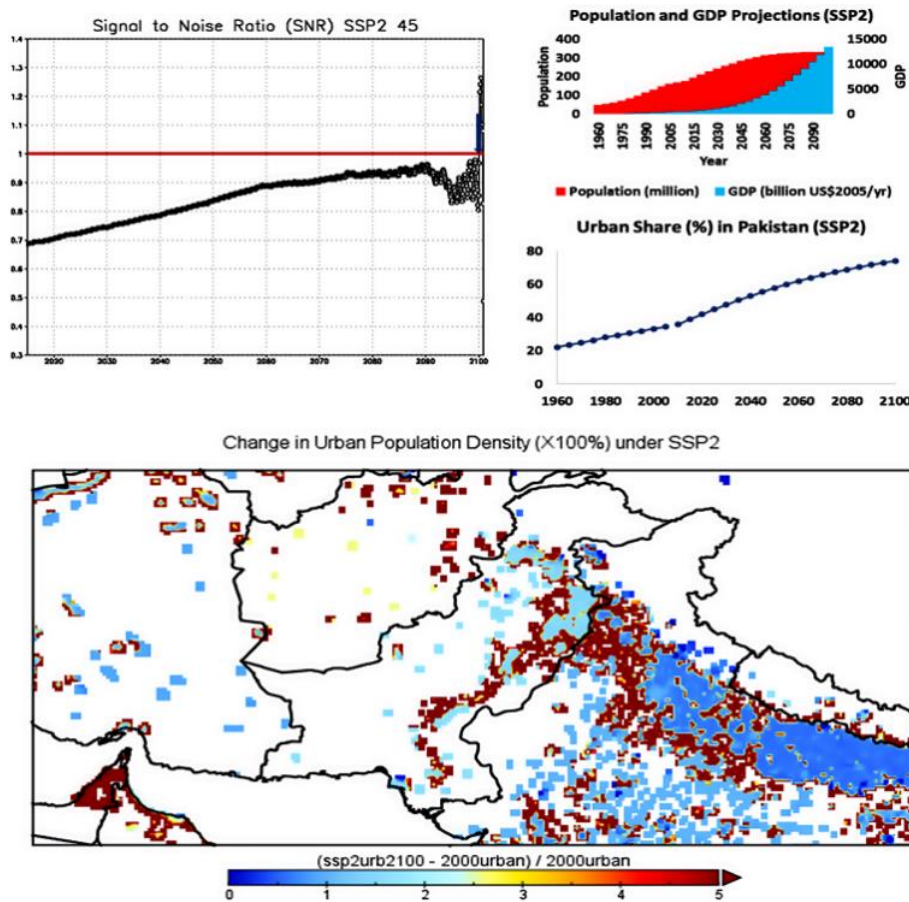 Signal to Noise Ratio (SNR) SSP2 45
1.4
1.3
1.2
1.1
1
0.9
0.8
0.7
0.6
0.5
0.4
0.3
2020 2030 2040 2050 2060 2070 2080 2090 2100
Population and GDP Projections (SSP2)
400 15000
300
200 10000
100 5000
0 0
Population
GDP
1960 1975 1990 2005 2015 2030 2045 2060 2075 2090
Year
Population (million) GDP (billion US$2005/yr)
Urban Share (%) in Pakistan (SSP2)
80
60
40
20
0
1960 1980 2000 2020 2040 2060 2080 2100
Change in Urban Population Density (X100%) under SSP2
(ssp2urb2100 - 2000urban) / 2000urban
0 1 2 3 4 5